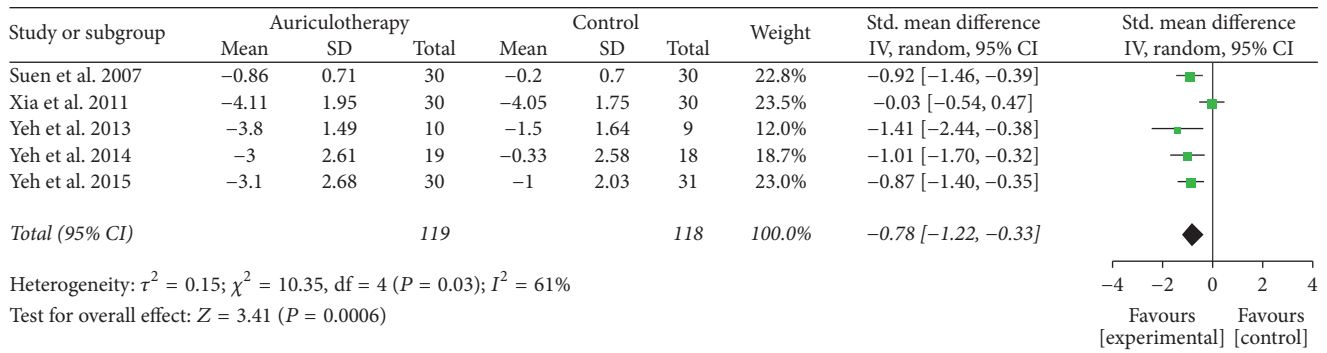 Study or subgroup Auriculotherapy Control Weight Std. mean difference Std. mean difference
Mean SD Total Mean SD Total IV, random, 95% CI IV, random, 95% CI
Suen et al. 2007 −0.86 0.71 30 −0.2 0.7 30 22.8% −0.92 [−1.46, −0.39]
Xia et al. 2011 −4.11 1.95 30 −4.05 1.75 30 23.5% −0.03 [−0.54, 0.47]
Yeh et al. 2013 −3.8 1.49 10 −1.5 1.64 9 12.0% −1.41 [−2.44, −0.38]
Yeh et al. 2014 −3 2.61 19 −0.33 2.58 18 18.7% −1.01 [−1.70, −0.32]
Yeh et al. 2015 −3.1 2.68 30 −1 2.03 31 23.0% −0.87 [−1.40, −0.35]
Total (95% CI) 119 118 100.0% −0.78 [−1.22, −0.33]
Heterogeneity: τ² = 0.15; χ² = 10.35, df = 4 (P = 0.03); I² = 61%
Test for overall effect: Z = 3.41 (P = 0.0006)
−4 −2 0 2 4
Favours Favours
[experimental] [control]